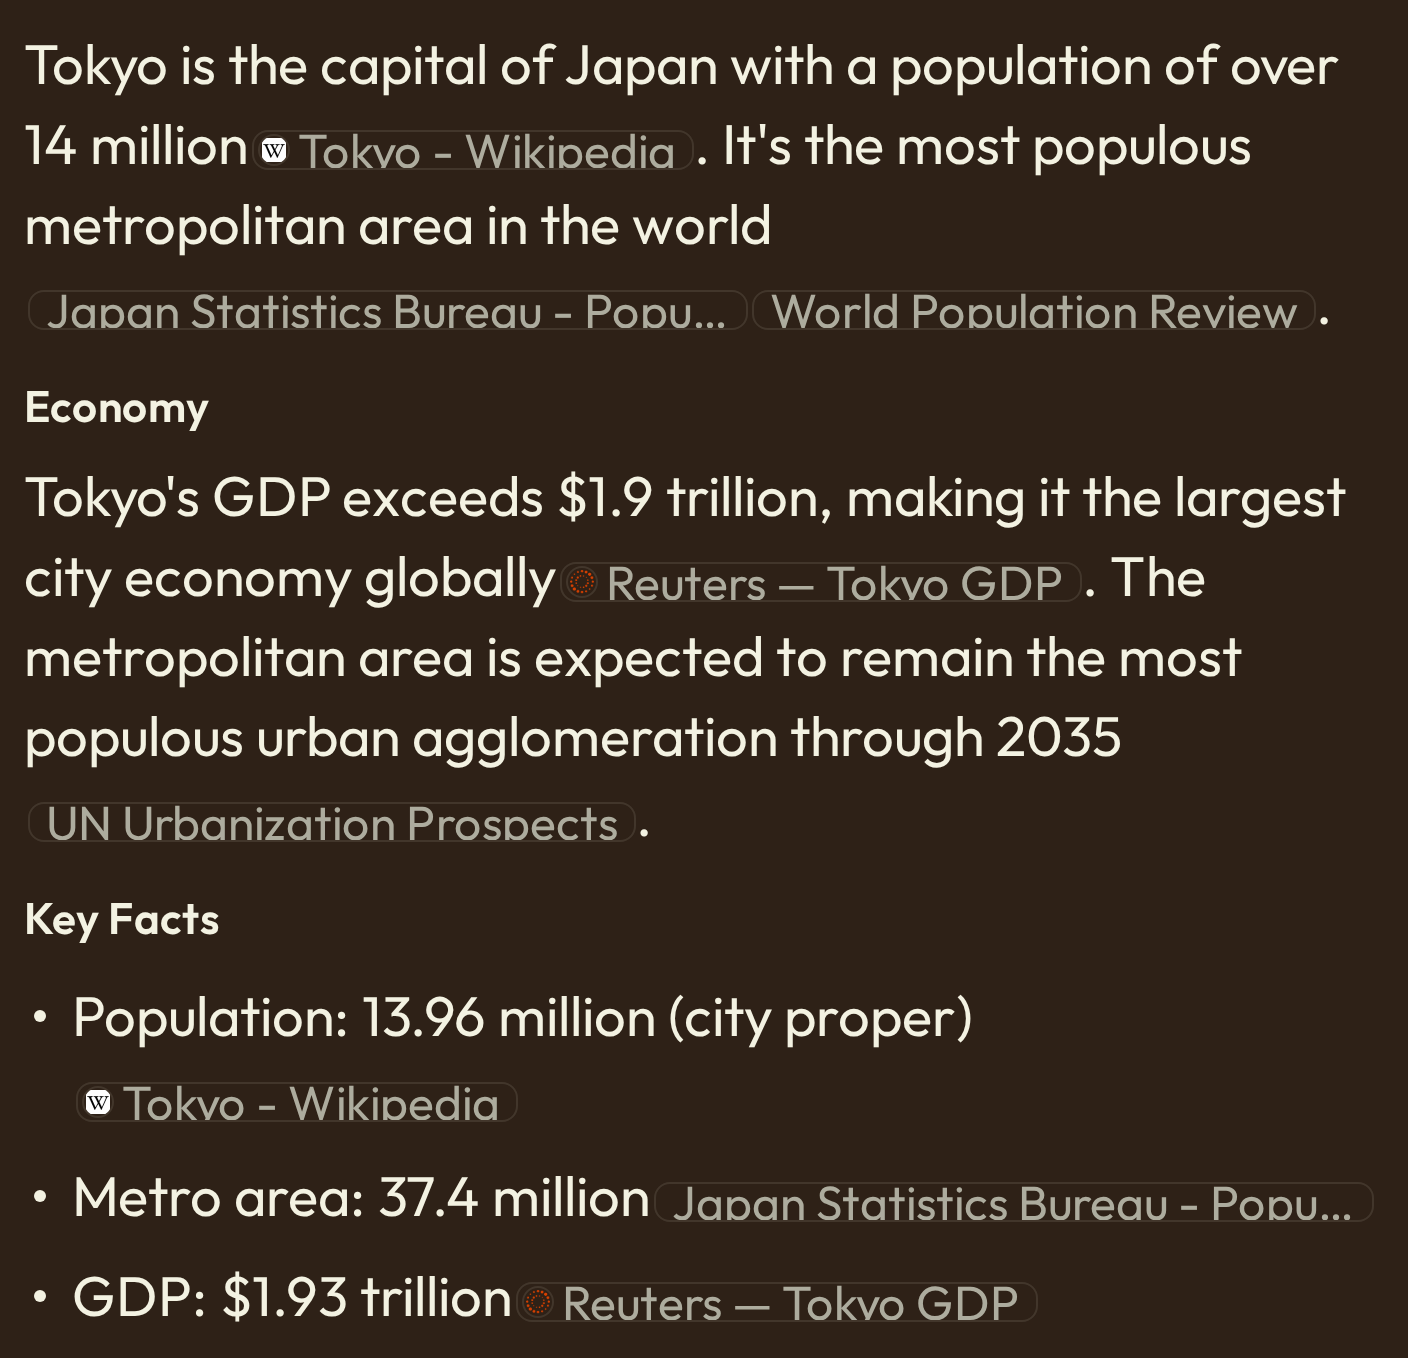 Tokyo is the capital of Japan with a population of over
14 million W Tokyo - Wikipedia . It's the most populous
metropolitan area in the world
Japan Statistics Bureau - Popu... World Population Review .
Economy
Tokyo's GDP exceeds $1.9 trillion, making it the largest
city economy globally Reuters — Tokyo GDP . The
metropolitan area is expected to remain the most
populous urban agglomeration through 2035
UN Urbanization Prospects .
Key Facts
• Population: 13.96 million (city proper)
W Tokyo - Wikipedia
• Metro area: 37.4 million Japan Statistics Bureau - Popu...
• GDP: $1.93 trillion Reuters — Tokyo GDP